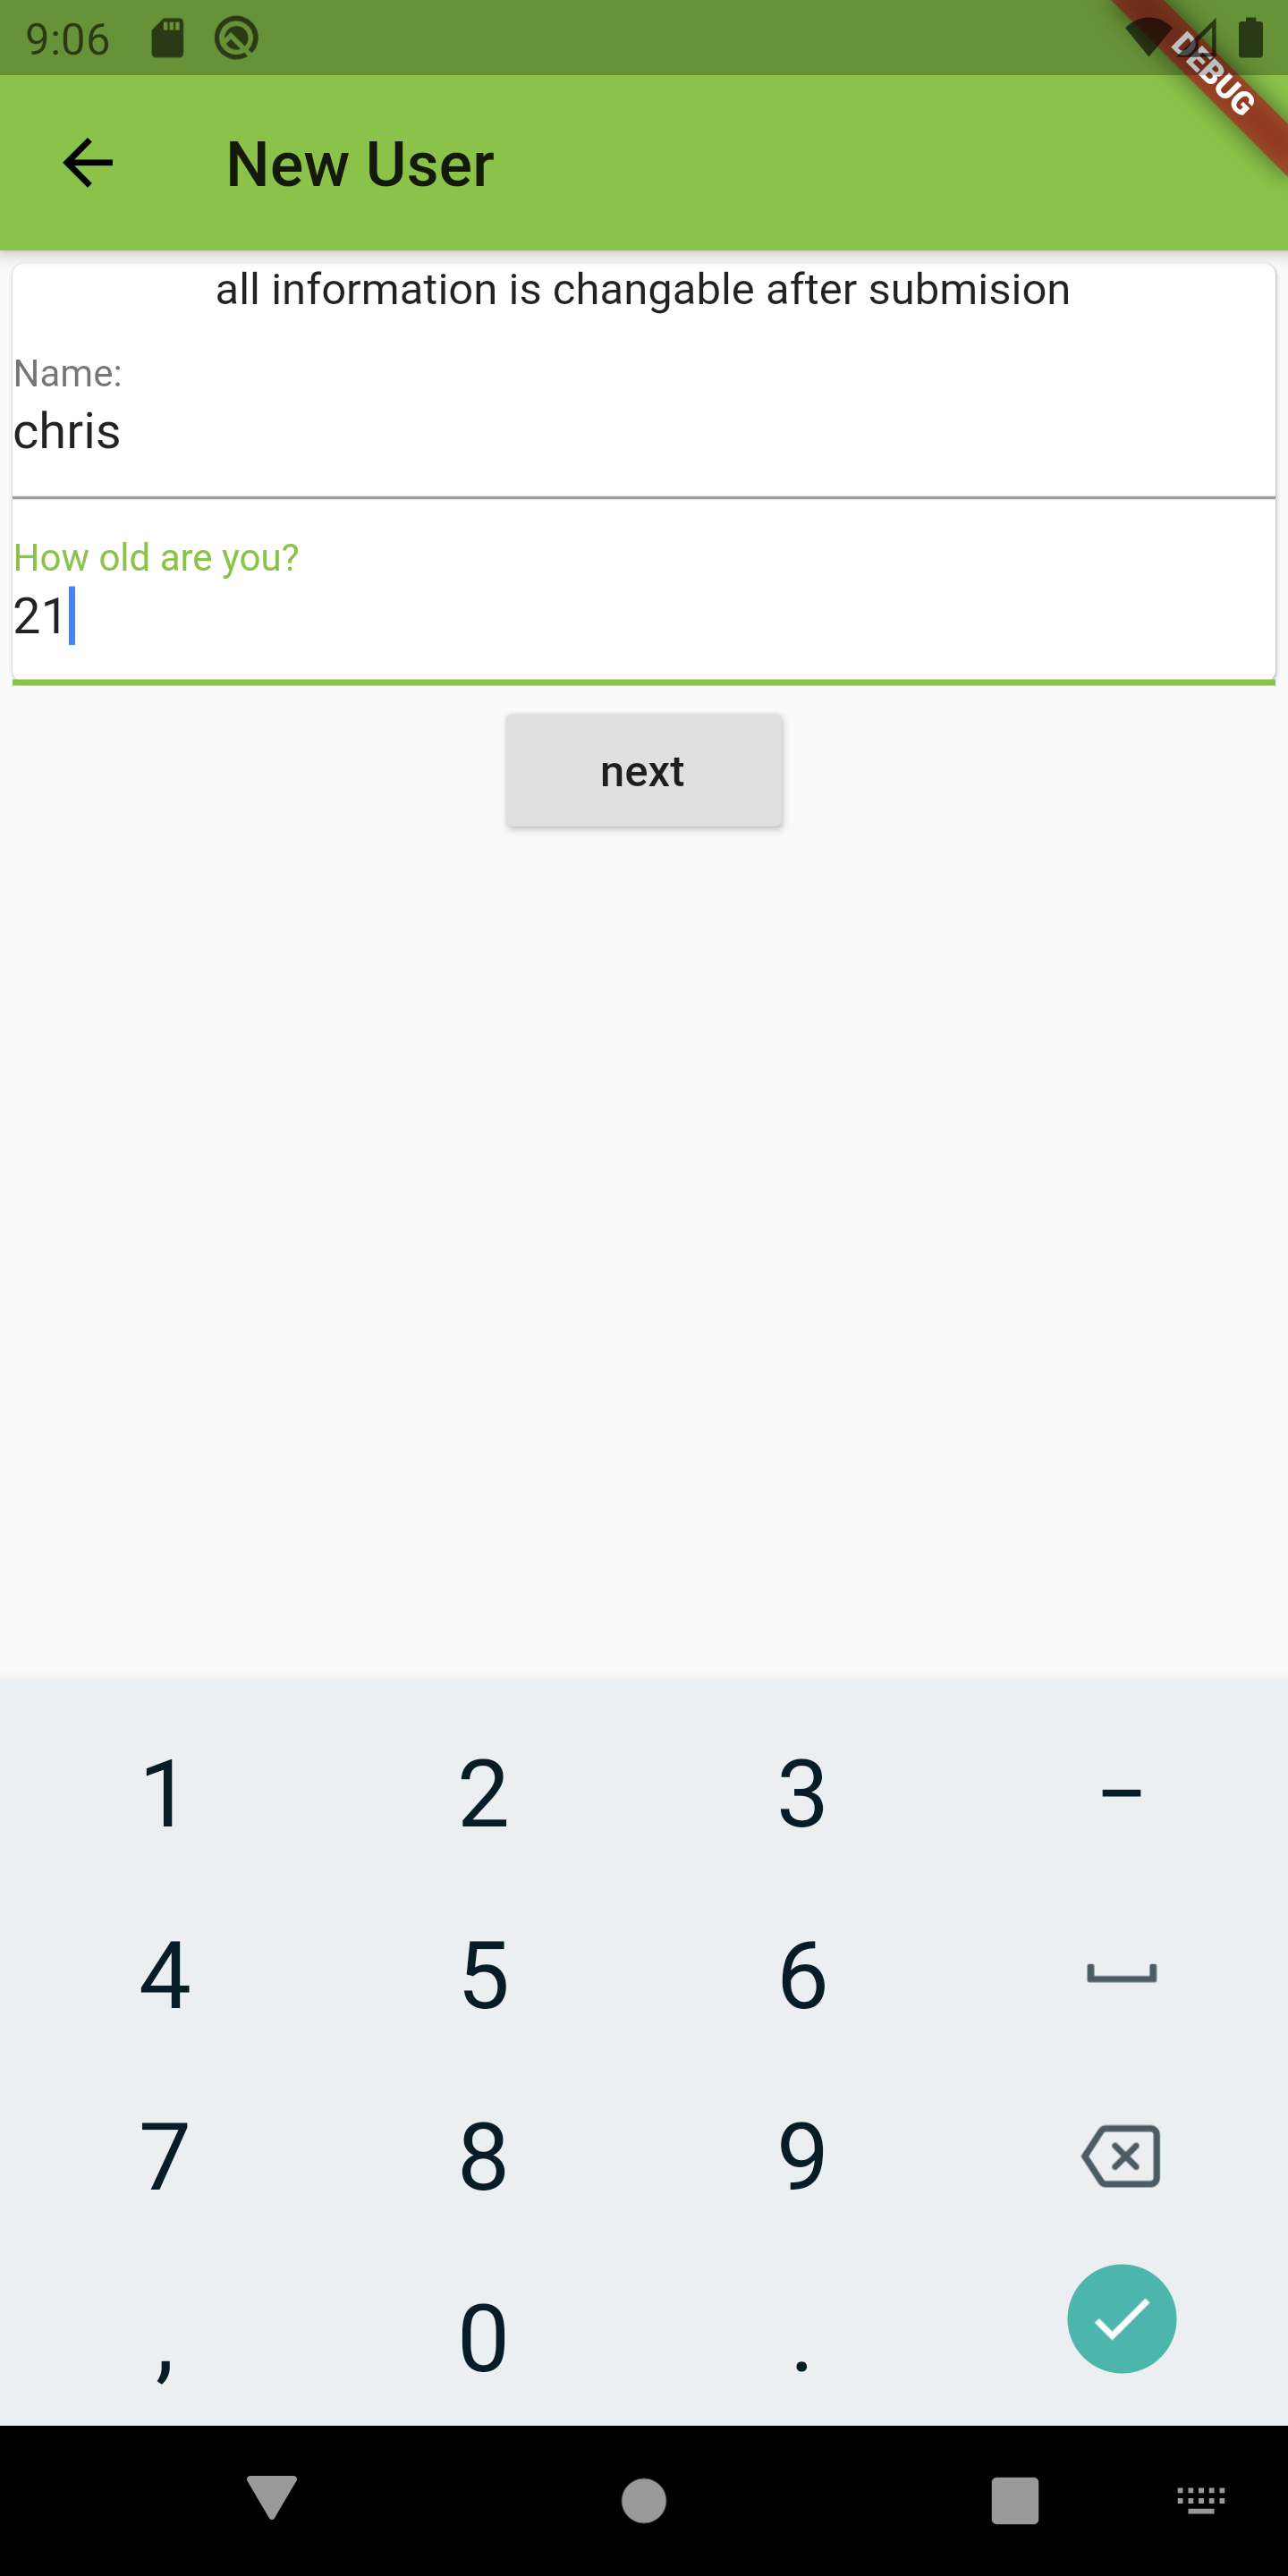 9:06
DEBUG
New User
all information is changable after submision
Name:
chris
How old are you?
21
next
1 2 3 –
4 5 6
7 8 9
, 0 .